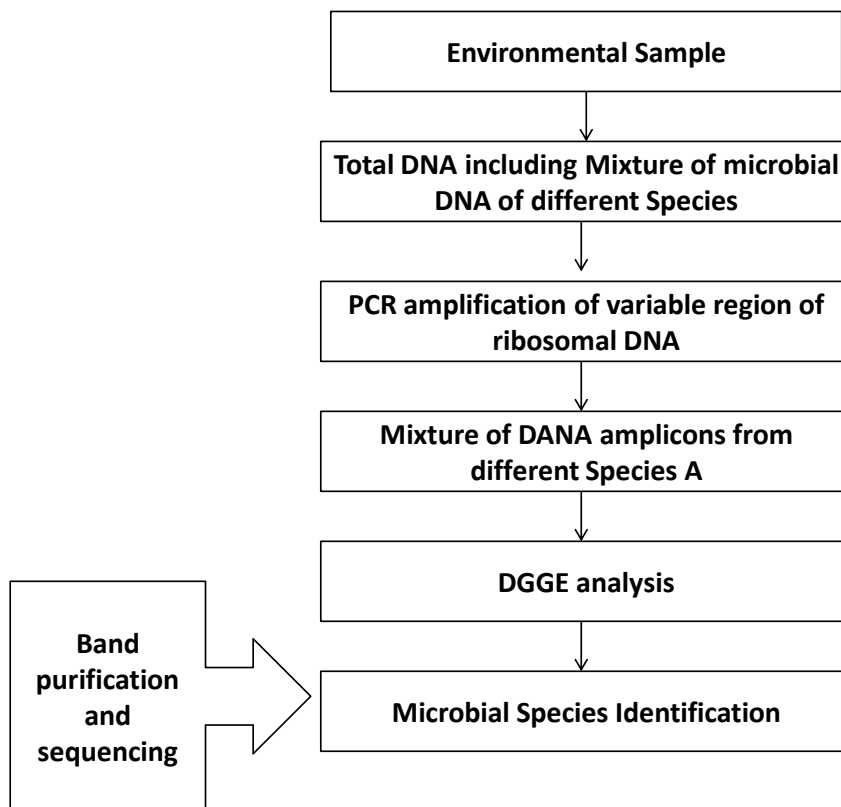 Environmental Sample
Total DNA including Mixture of microbial
DNA of different Species
PCR amplification of variable region of
ribosomal DNA
Mixture of DANA amplicons from
different Species A
DGGE analysis
Band
purification
and
sequencing
Microbial Species Identification